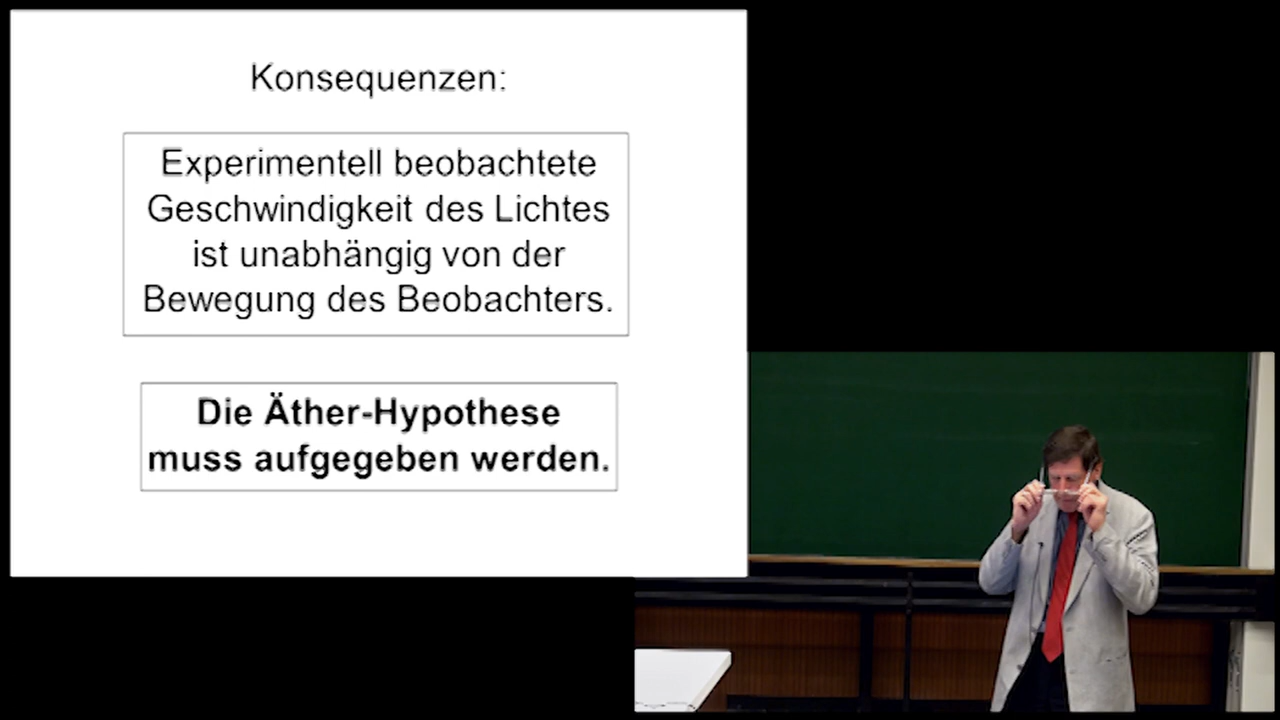 Konsequenzen:
Experimentell beobachtete
Geschwindigkeit des Lichtes
ist unabhängig von der
Bewegung des Beobachters.
Die Äther-Hypothese
muss aufgegeben werden.